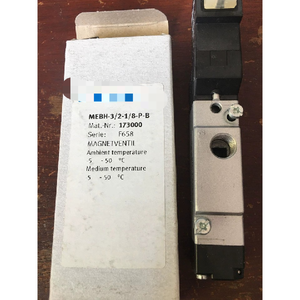 MEBH-3/2-1/8-P-B
Mat. Nr.: 173000
Serie: F658
MAGNETVENTIL
Ambient temperature
-5 - 50 °C
Medium temperature
-5 - 50 °C